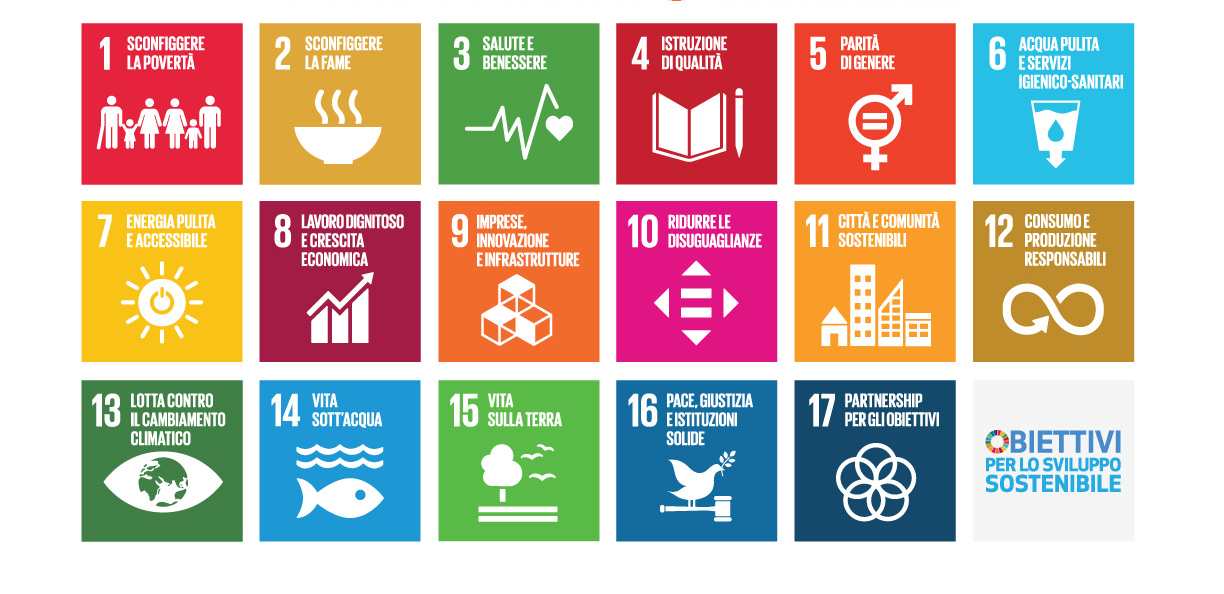 1 SCONFIGGERE
LA POVERTÀ
2 SCONFIGGERE
LA FAME
3 SALUTE E
BENESSERE
4 ISTRUZIONE
DI QUALITÀ
5 PARITÀ
DI GENERE
6 ACQUA PULITA
E SERVIZI
IGIENICO-SANITARI
7 ENERGIA PULITA
E ACCESSIBILE
8 LAVORO DIGNITOSO
E CRESCITA
ECONOMICA
9 IMPRESE,
INNOVAZIONE
E INFRASTRUTTURE
10 RIDURRE LE
DISUGUAGLIANZE
11 CITTÀ E COMUNITÀ
SOSTENIBILI
12 CONSUMO E
PRODUZIONE
RESPONSABILI
13 LOTTA CONTRO
IL CAMBIAMENTO
CLIMATICO
14 VITA
SOTT'ACQUA
15 VITA
SULLA TERRA
16 PACE, GIUSTIZIA
E ISTITUZIONI
SOLIDE
17 PARTNERSHIP
PER GLI OBIETTIVI
OBIETTIVI
PER LO SVILUPPO
SOSTENIBILE